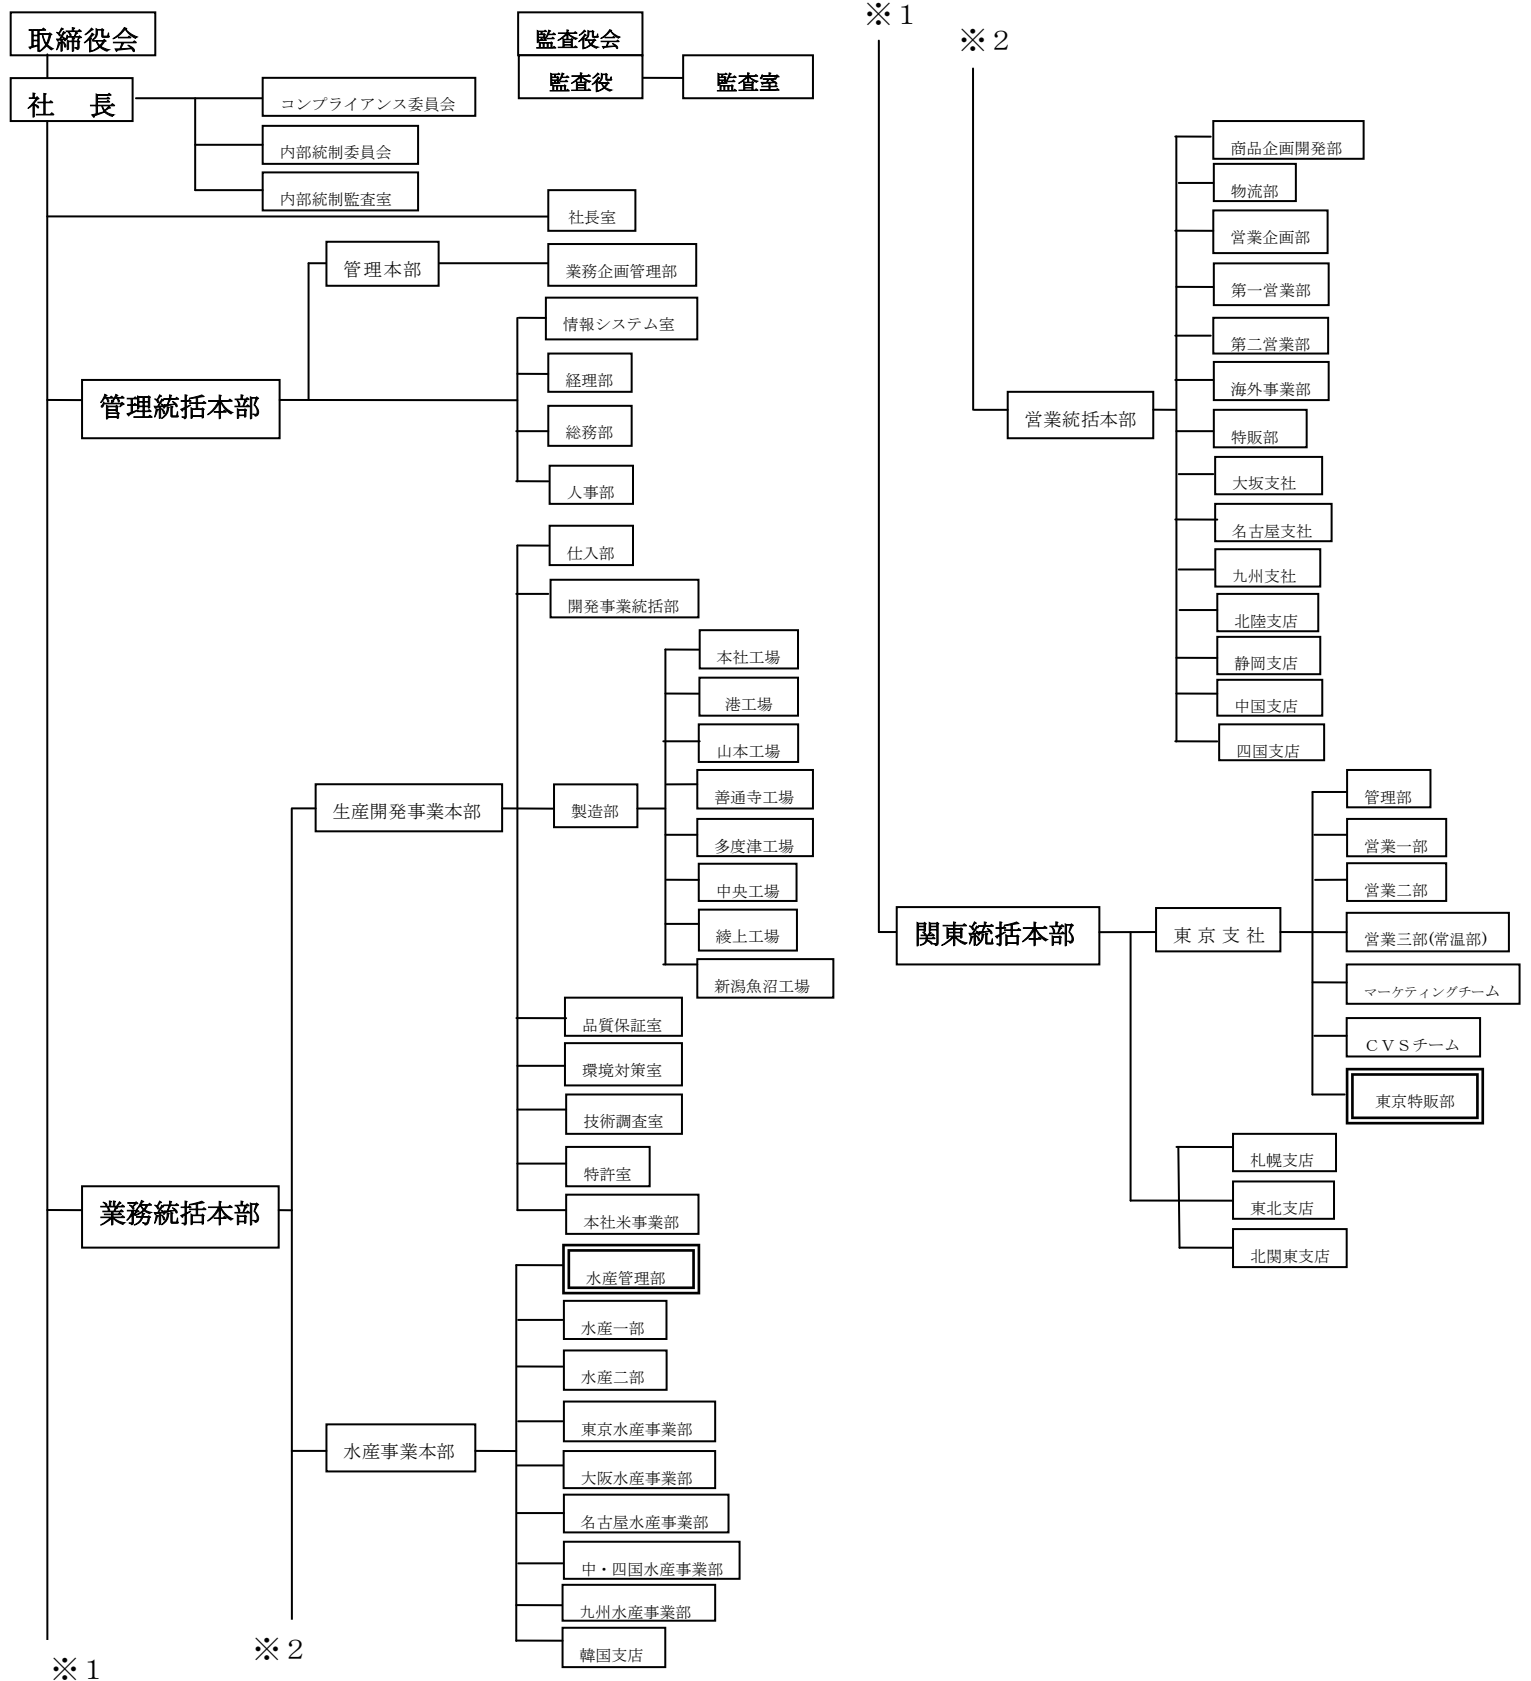 取締役会
社　長
コンプライアンス委員会
内部統制委員会
内部統制監査室
監査役会
監査役
監査室
社長室
管理本部
業務企画管理部
情報システム室
経理部
管理統括本部
総務部
人事部
仕入部
開発事業統括部
本社工場
港工場
山本工場
善通寺工場
生産開発事業本部
製造部
多度津工場
中央工場
綾上工場
新潟魚沼工場
品質保証室
環境対策室
技術調査室
特許室
業務統括本部
本社米事業部
水産管理部
水産一部
水産二部
東京水産事業部
水産事業本部
大阪水産事業部
名古屋水産事業部
中・四国水産事業部
九州水産事業部
韓国支店
※１
※２
※１
※２
商品企画開発部
物流部
営業企画部
第一営業部
第二営業部
海外事業部
営業統括本部
特販部
大坂支社
名古屋支社
九州支社
北陸支店
静岡支店
中国支店
四国支店
管理部
営業一部
営業二部
関東統括本部
東京支社
営業三部(常温部)
マーケティングチーム
ＣＶＳチーム
東京特販部
札幌支店
東北支店
北関東支店